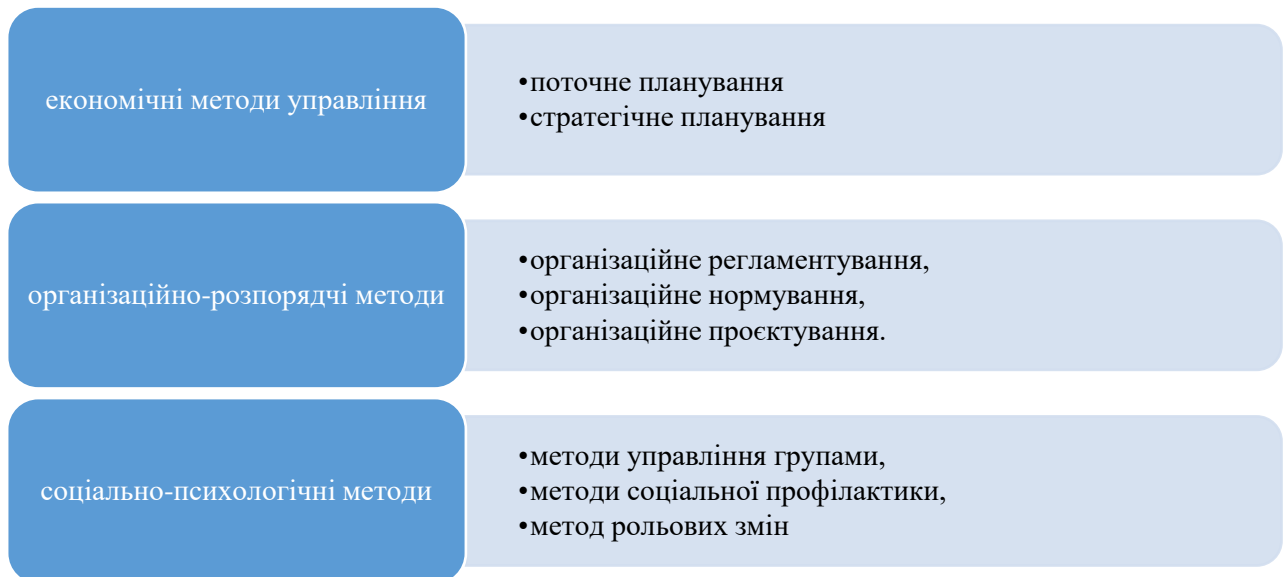 економічні методи управління
•поточне планування
•стратегічне планування
організаційно-розпорядчі методи
•організаційне регламентування,
•організаційне нормування,
•організаційне проєктування.
соціально-психологічні методи
•методи управління групами,
•методи соціальної профілактики,
•метод рольових змін